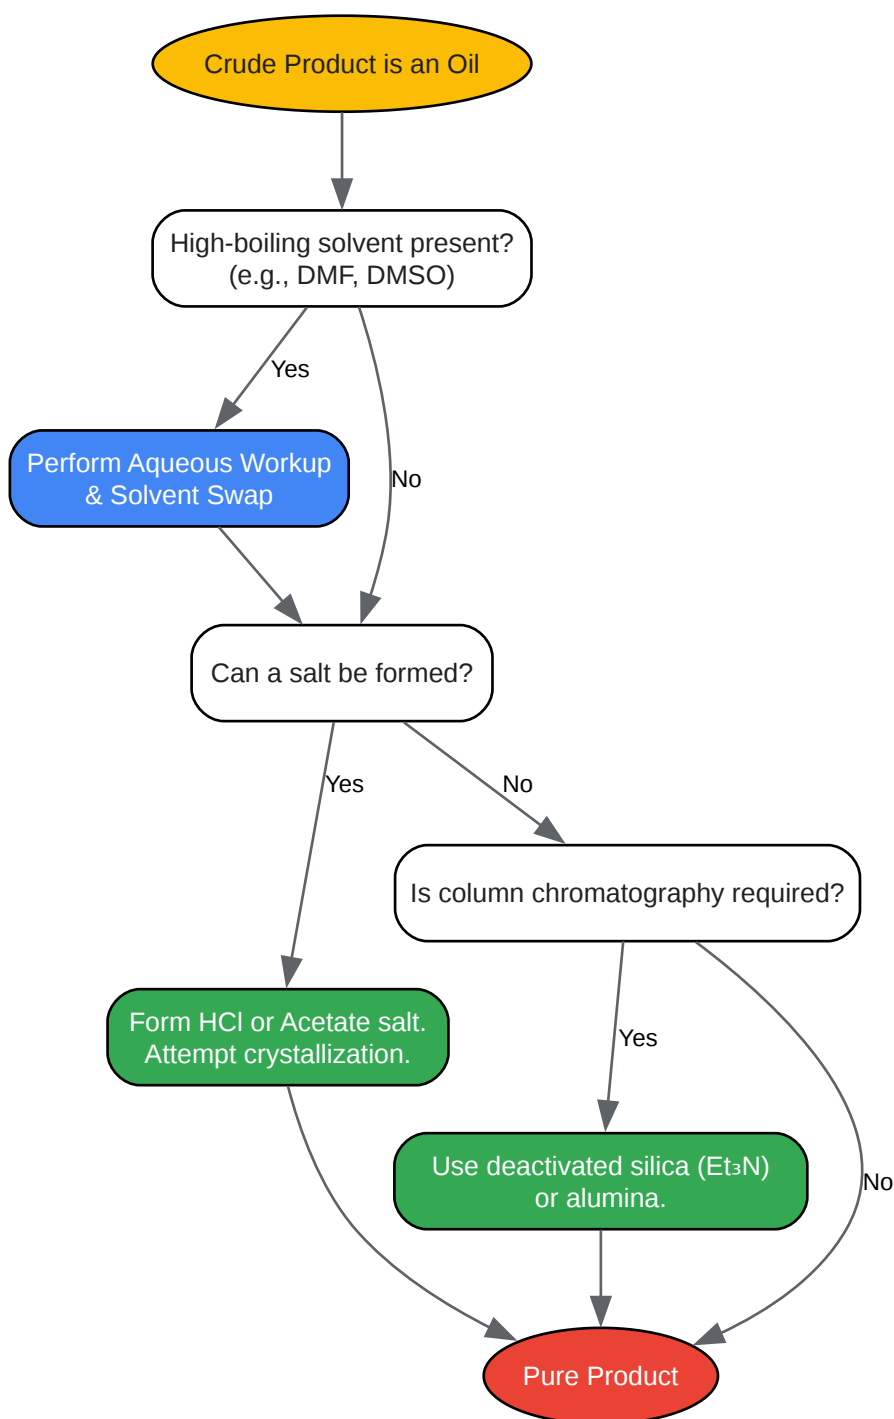 Crude Product is an Oil
High-boiling solvent present?
(e.g., DMF, DMSO)
Yes
Perform Aqueous Workup
& Solvent Swap
No
Can a salt be formed?
Yes
No
Is column chromatography required?
Form HCl or Acetate salt.
Attempt crystallization.
Yes
Use deactivated silica (Et₃N)
or alumina.
No
Pure Product